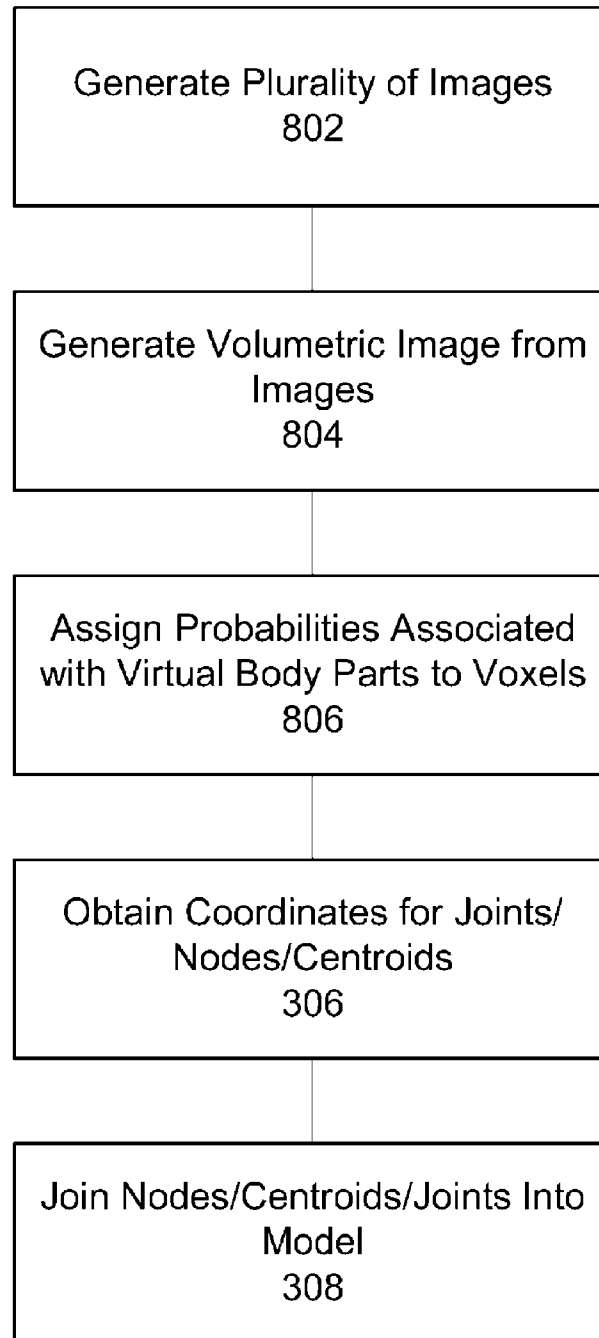 Generate Plurality of Images
802
Generate Volumetric Image from
Images
804
Assign Probabilities Associated
with Virtual Body Parts to Voxels
806
Obtain Coordinates for Joints/
Nodes/Centroids
306
Join Nodes/Centroids/Joints Into
Model
308